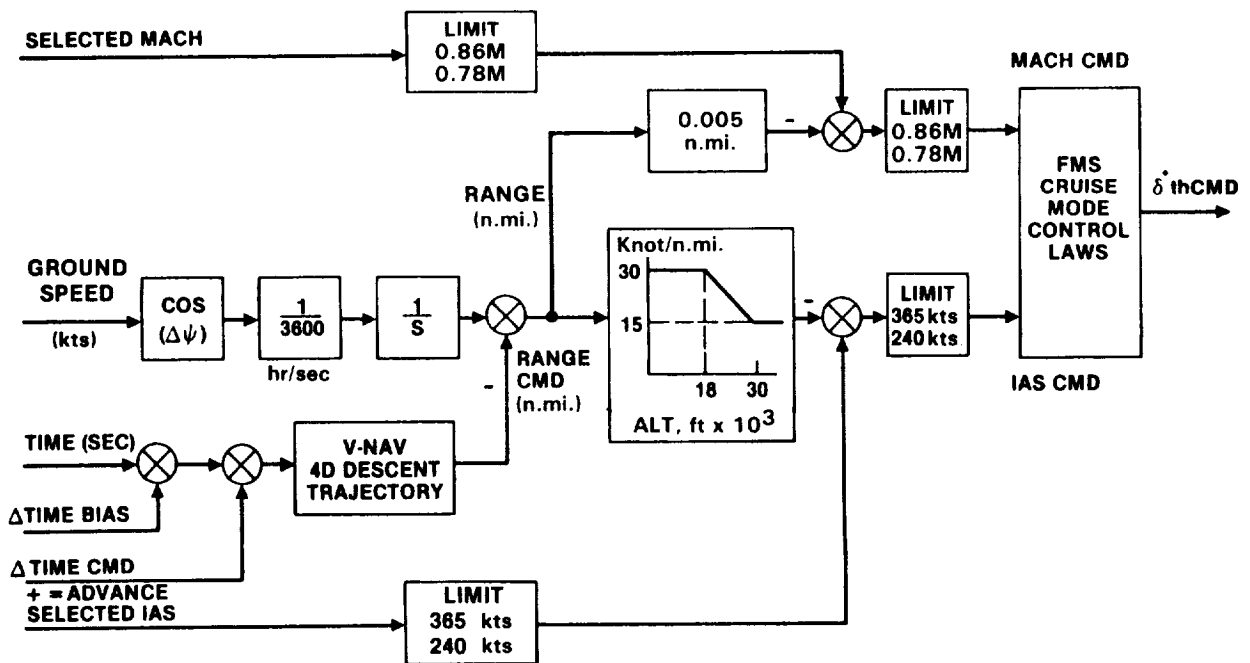 SELECTED MACH
LIMIT
0.86M
0.78M
MACH CMD
0.005
n.mi.
-
LIMIT
0.86M
0.78M
FMS
CRUISE
MODE
CONTROL
LAWS
δ*thCMD
RANGE
(n.mi.)
GROUND
SPEED
(kts)
COS
(Δψ)
1
3600
hr/sec
1
S
-
RANGE
CMD
(n.mi.)
Knot/n.mi.
30
15
18 30
ALT, ft x 10³
-
LIMIT
365 kts
240 kts
IAS CMD
TIME (SEC)
V-NAV
4D DESCENT
TRAJECTORY
ΔTIME BIAS
Δ TIME CMD
+ = ADVANCE
SELECTED IAS
LIMIT
365 kts
240 kts